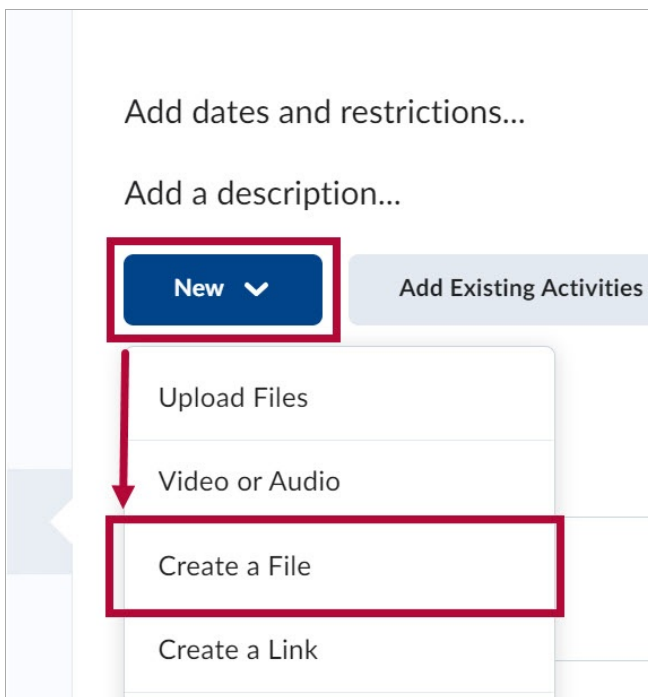 Add dates and restrictions...
Add a description...
New
Add Existing Activities
Upload Files
Video or Audio
Create a File
Create a Link